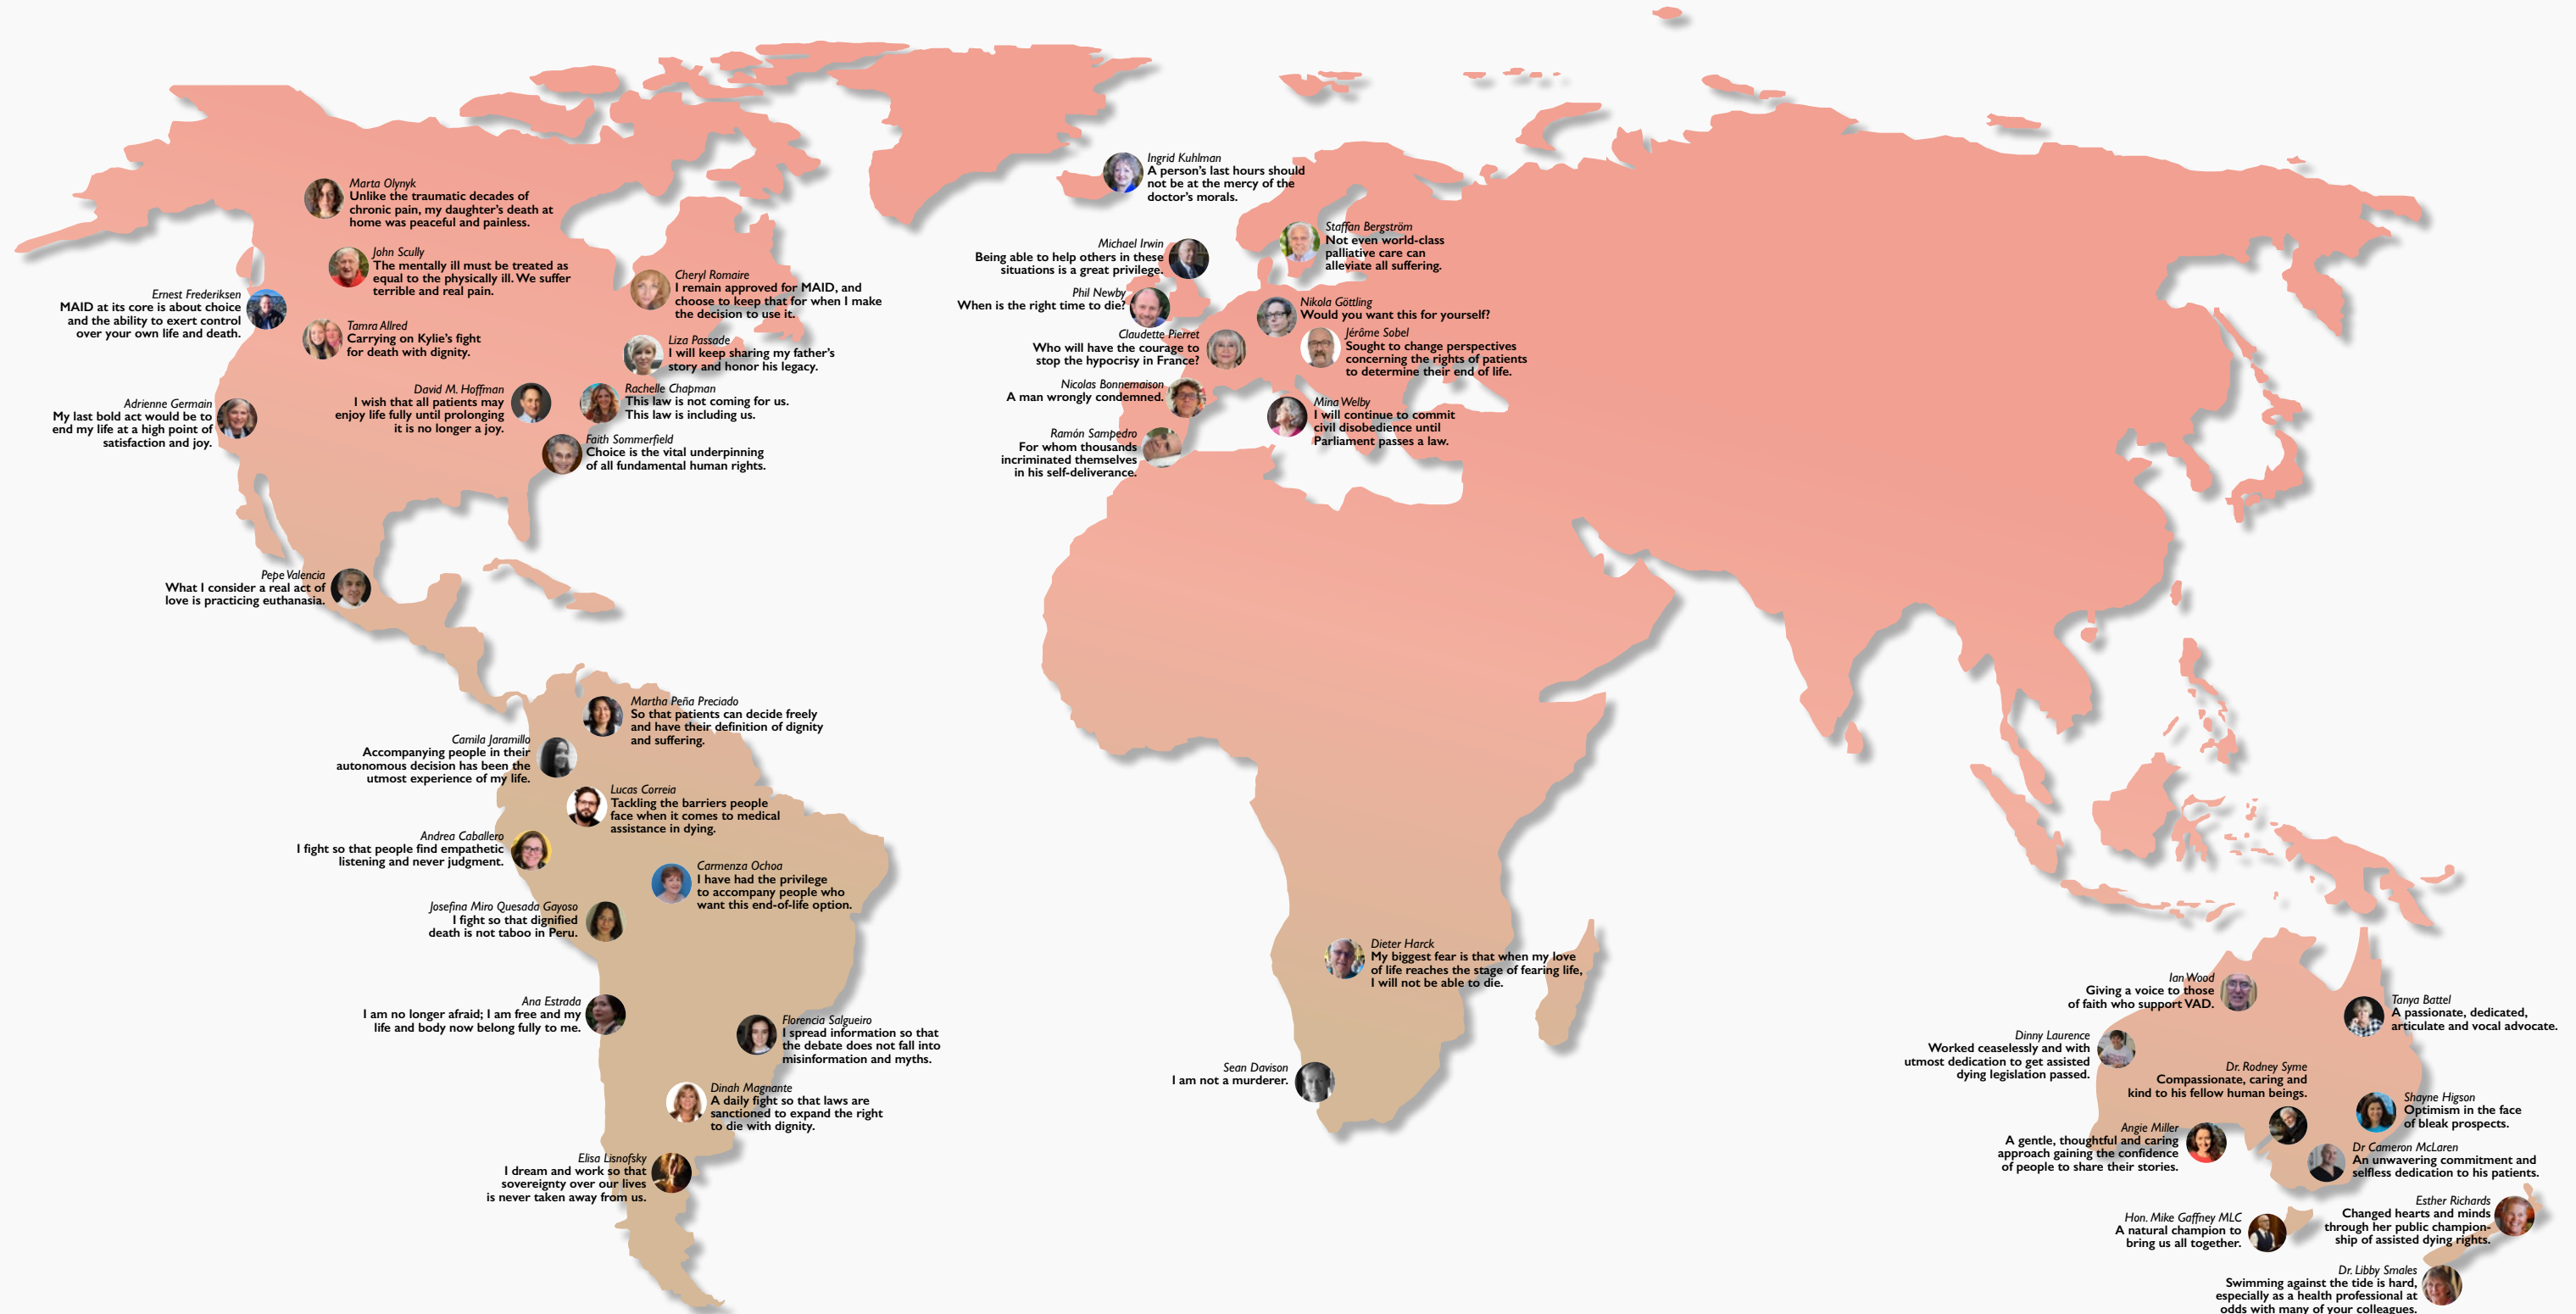 Marta Olynyk
Unlike the traumatic decades of
chronic pain, my daughter’s death at
home was peaceful and painless.
John Scully
The mentally ill must be treated as
equal to the physically ill. We suffer
terrible and real pain.
Ernest Frederiksen
MAID at its core is about choice
and the ability to exert control
over your own life and death.
Tamra Allred
Carrying on Kylie’s fight
for death with dignity.
Cheryl Romaire
I remain approved for MAID, and
choose to keep that for when I make
the decision to use it.
Liza Passade
I will keep sharing my father’s
story and honor his legacy.
David M. Hoffman
I wish that all patients may
enjoy life fully until prolonging
it is no longer a joy.
Rachelle Chapman
This law is not coming for us.
This law is including us.
Adrienne Germain
My last bold act would be to
end my life at a high point of
satisfaction and joy.
Faith Sommerfield
Choice is the vital underpinning
of all fundamental human rights.
Pepe Valencia
What I consider a real act of
love is practicing euthanasia.
Martha Peña Preciado
So that patients can decide freely
and have their definition of dignity
and suffering.
Camila Jaramillo
Accompanying people in their
autonomous decision has been the
utmost experience of my life.
Lucas Correia
Tackling the barriers people
face when it comes to medical
assistance in dying.
Andrea Caballero
I fight so that people find empathetic
listening and never judgment.
Carmenza Ochoa
I have had the privilege
to accompany people who
want this end-of-life option.
Josefina Miro Quesada Gayoso
I fight so that dignified
death is not taboo in Peru.
Ana Estrada
I am no longer afraid; I am free and my
life and body now belong fully to me.
Florencia Salgueiro
I spread information so that
the debate does not fall into
misinformation and myths.
Dinah Magnante
A daily fight so that laws are
sanctioned to expand the right
to die with dignity.
Elisa Lisnofsky
I dream and work so that
sovereignty over our lives
is never taken away from us.
Ingrid Kuhlman
A person’s last hours should
not be at the mercy of the
doctor’s morals.
Staffan Bergström
Not even world-class
palliative care can
alleviate all suffering.
Michael Irwin
Being able to help others in these
situations is a great privilege.
Phil Newby
When is the right time to die?
Nikola Göttling
Would you want this for yourself?
Claudette Pierret
Who will have the courage to
stop the hypocrisy in France?
Jérôme Sobel
Sought to change perspectives
concerning the rights of patients
to determine their end of life.
Nicolas Bonnemaison
A man wrongly condemned.
Mina Welby
I will continue to commit
civil disobedience until
Parliament passes a law.
Ramón Sampedro
For whom thousands
incriminated themselves
in his self-deliverance.
Dieter Harck
My biggest fear is that when my love
of life reaches the stage of fearing life,
I will not be able to die.
Sean Davison
I am not a murderer.
Ian Wood
Giving a voice to those
of faith who support VAD.
Tanya Battel
A passionate, dedicated,
articulate and vocal advocate.
Dinny Laurence
Worked ceaselessly and with
utmost dedication to get assisted
dying legislation passed.
Dr. Rodney Syme
Compassionate, caring and
kind to his fellow human beings.
Shayne Higson
Optimism in the face
of bleak prospects.
Angie Miller
A gentle, thoughtful and caring
approach gaining the confidence
of people to share their stories.
Dr Cameron McLaren
An unwavering commitment and
selfless dedication to his patients.
Esther Richards
Changed hearts and minds
through her public champion-
ship of assisted dying rights.
Hon. Mike Gaffney MLC
A natural champion to
bring us all together.
Dr. Libby Smales
Swimming against the tide is hard,
especially as a health professional at
odds with many of your colleagues.